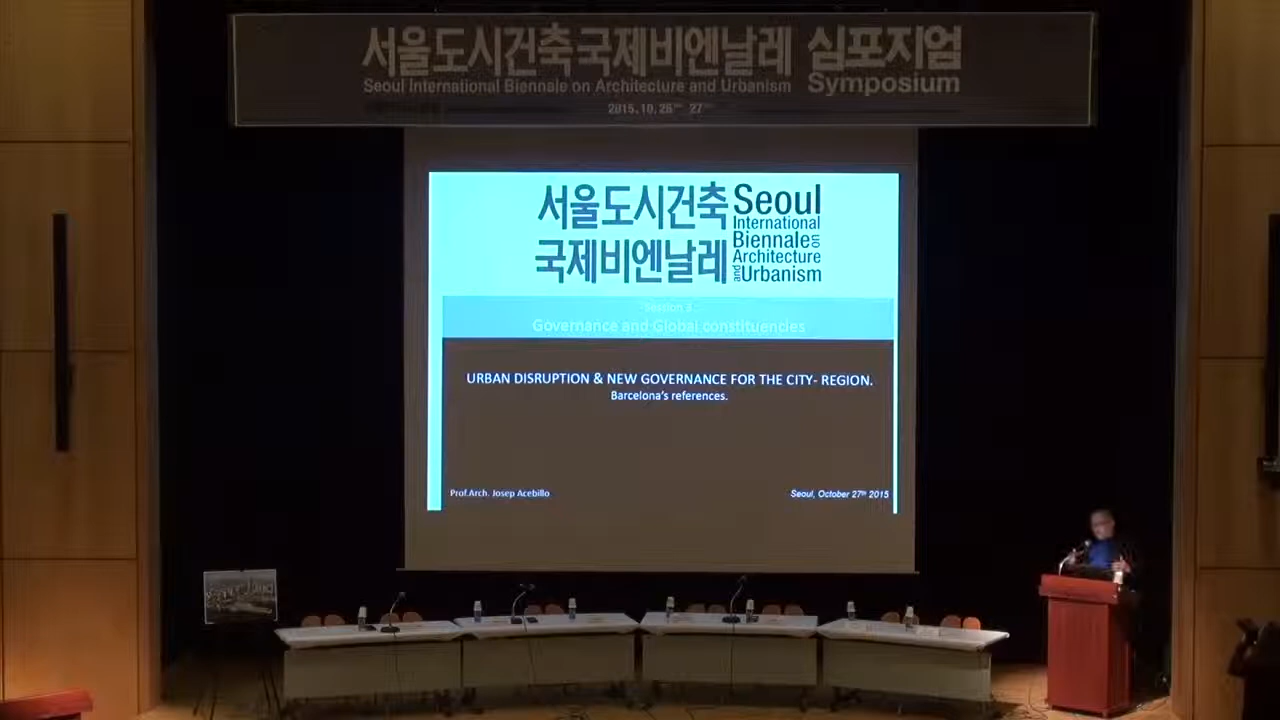 서울도시건축국제비엔날레 심포지엄
Seoul International Biennale on Architecture and Urbanism Symposium
2015.10.26 27
서울도시건축
국제비엔날레
Seoul
International
Biennale on
Architecture
and Urbanism
Session 3
Governance and Global constituencies
URBAN DISRUPTION & NEW GOVERNANCE FOR THE CITY- REGION.
Barcelona's references.
Prof.Arch. Josep Acebillo
Seoul, October 27th 2015